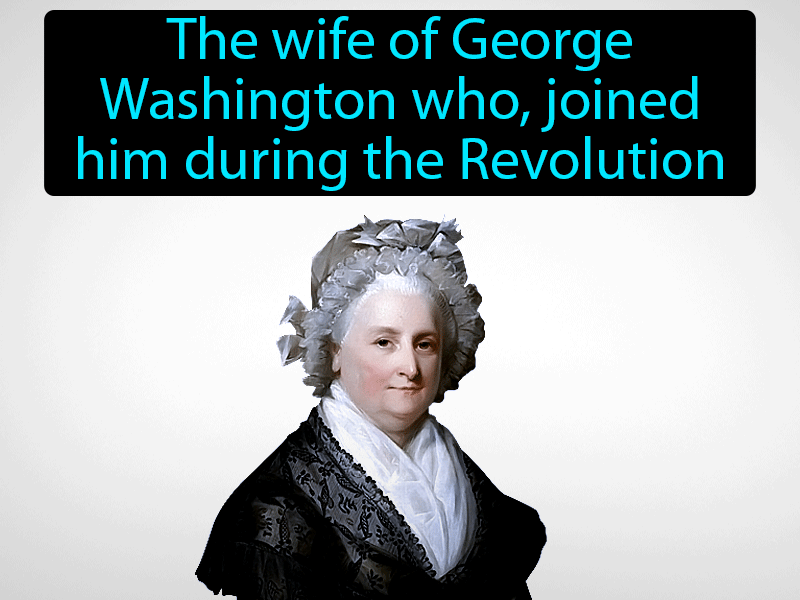 The wife of George
Washington who, joined
him during the Revolution